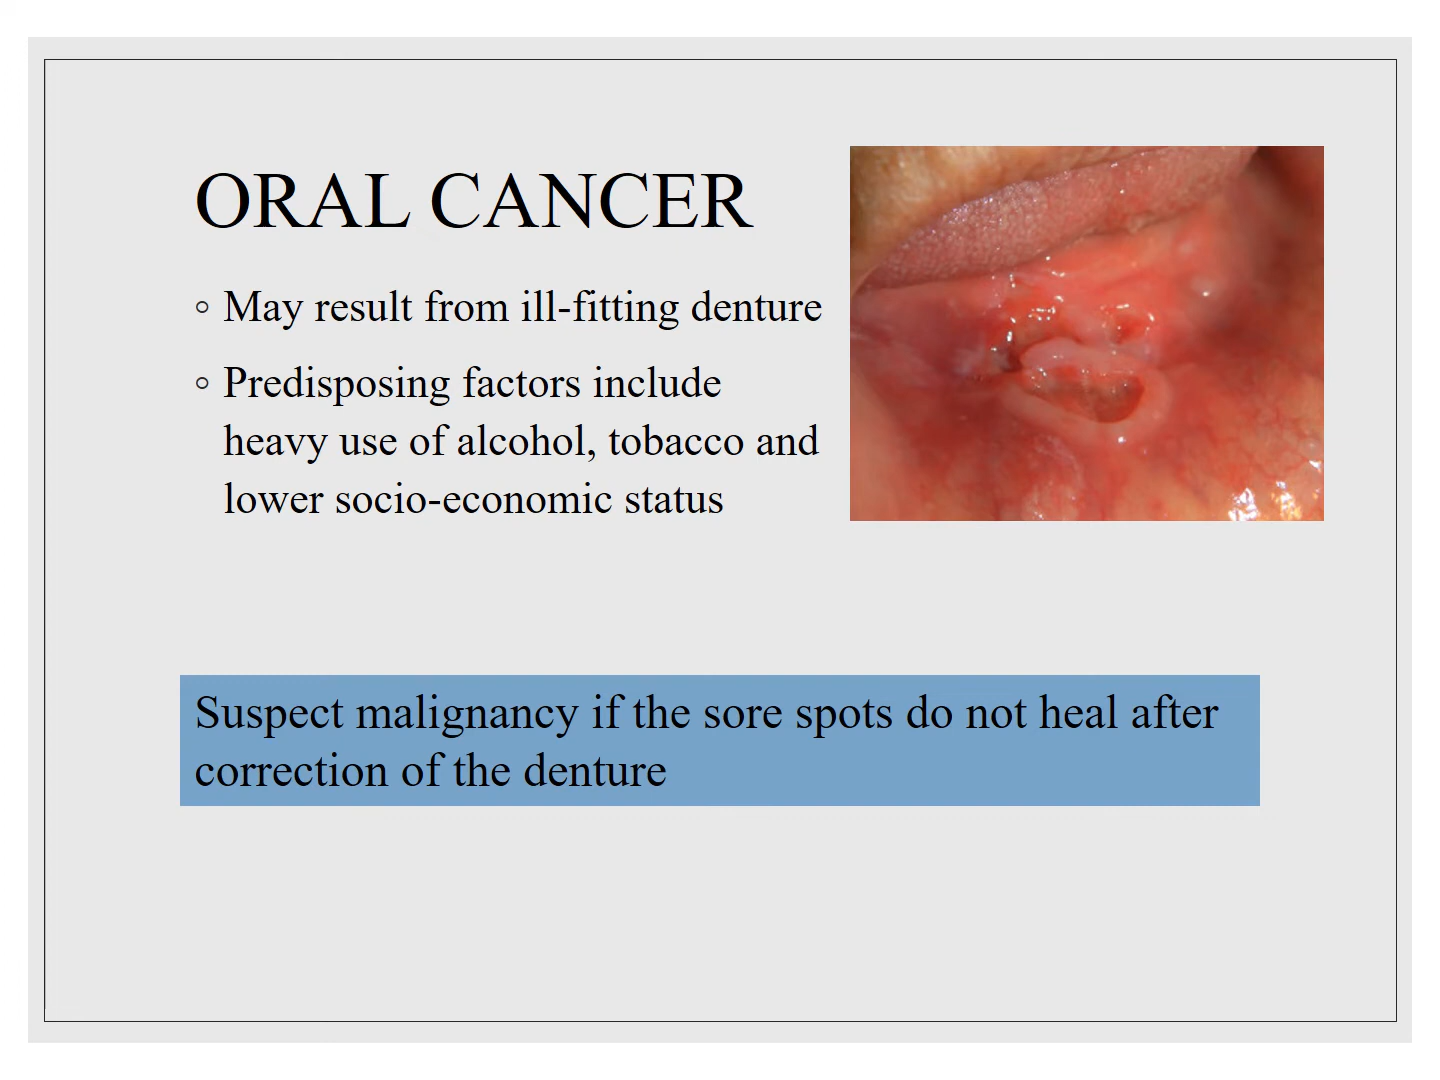 ORAL CANCER
◦ May result from ill-fitting denture
◦ Predisposing factors include
heavy use of alcohol, tobacco and
lower socio-economic status
Suspect malignancy if the sore spots do not heal after
correction of the denture